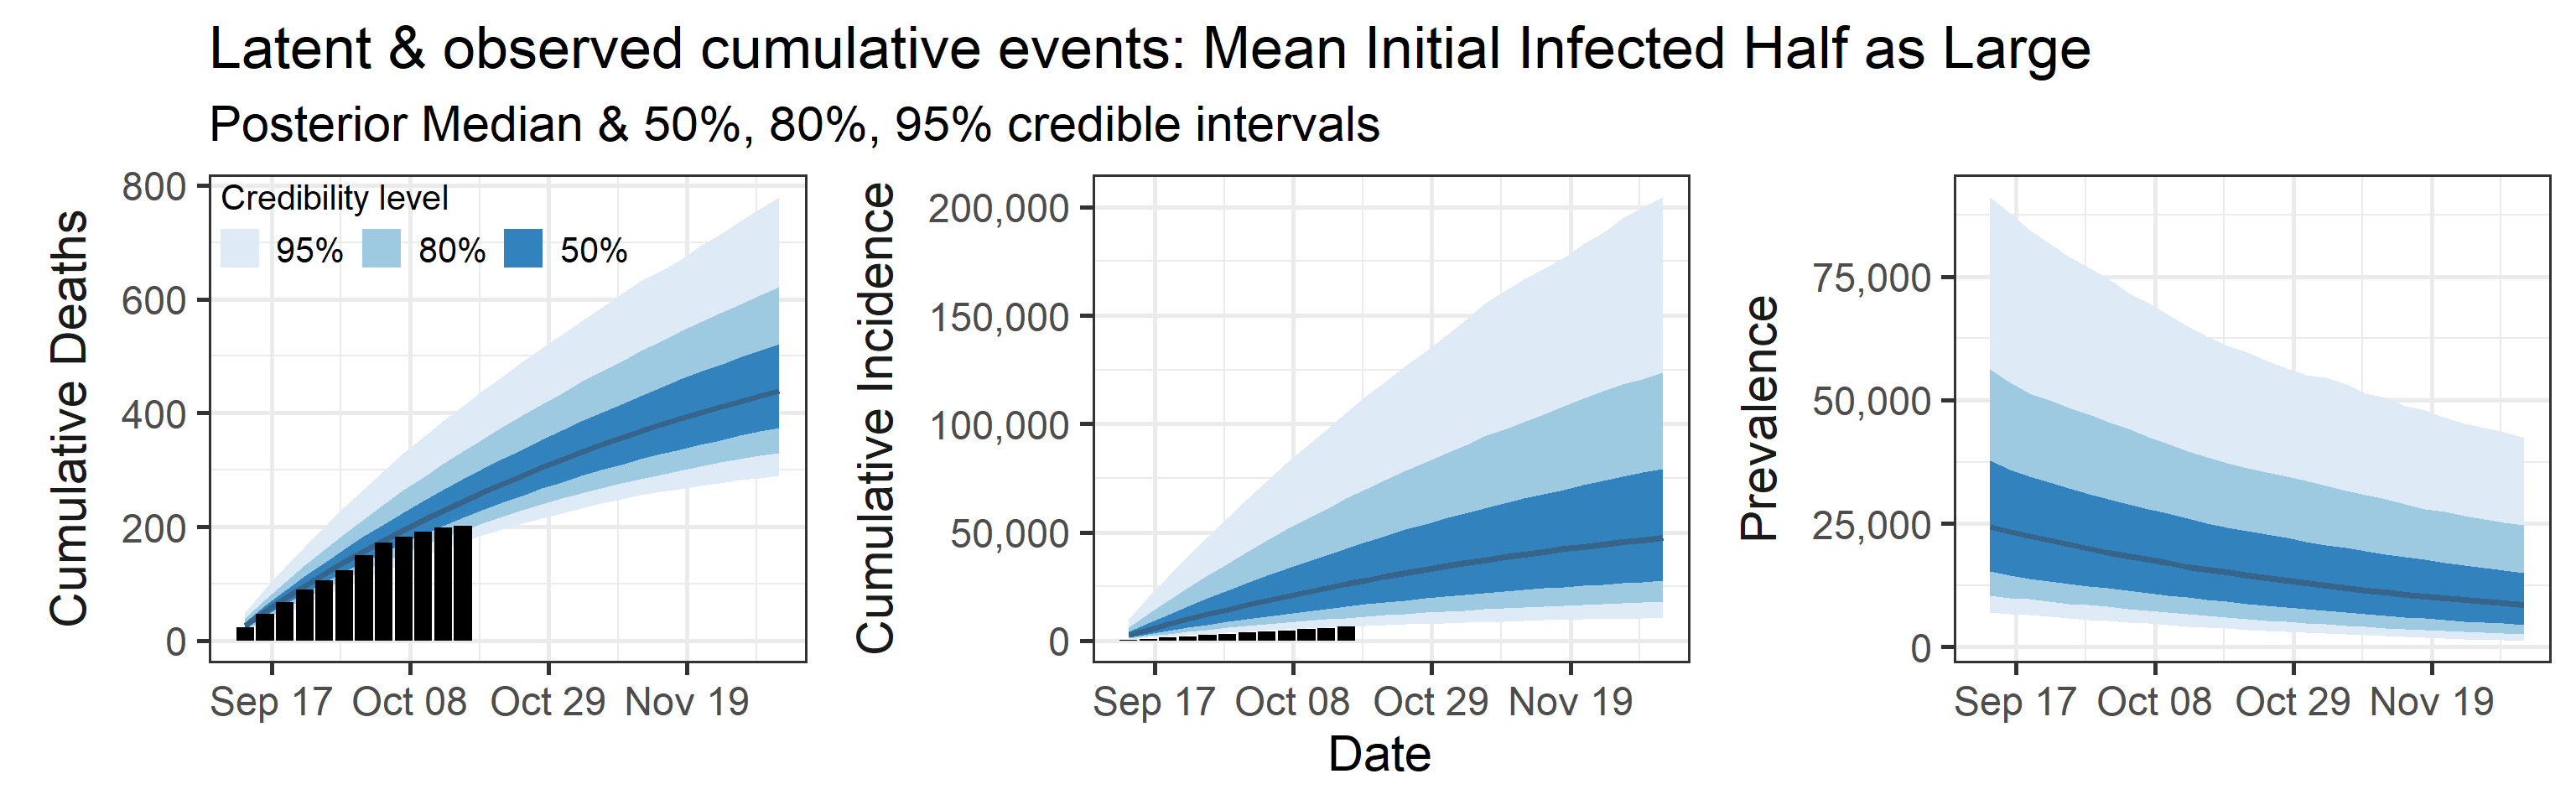 Latent & observed cumulative events: Mean Initial Infected Half as Large
Posterior Median & 50%, 80%, 95% credible intervals
Cumulative Deaths
800
600
400
200
0
Credibility level
95% 80% 50%
Sep 17 Oct 08 Oct 29 Nov 19
Cumulative Incidence
200,000
150,000
100,000
50,000
0
Sep 17 Oct 08 Oct 29 Nov 19
Prevalence
75,000
50,000
25,000
0
Sep 17 Oct 08 Oct 29 Nov 19
Date